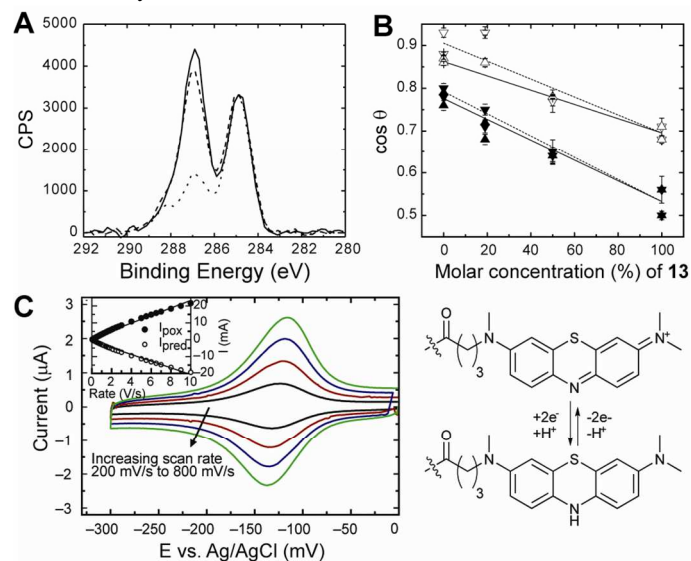 A
CPS
5000
4000
3000
2000
1000
0
292 290 288 286 284 282 280
Binding Energy (eV)
B
cos θ
0.9
0.8
0.7
0.6
0.5
0 20 40 60 80 100
Molar concentration (%) of 13
C
Current (µA)
3
2
1
0
−1
−2
−3
−300 −250 −200 −150 −100 −50 0
E vs. Ag/AgCl (mV)
Ipox
Ipred
20
10
0
−10
−20
I (mA)
0 2 4 6 8 10
Rate (V/s)
Increasing scan rate
200 mV/s to 800 mV/s
O
N
S
N+
3
N
+2e- -2e-
+H+ -H+
O
N
S
N
3
N
H